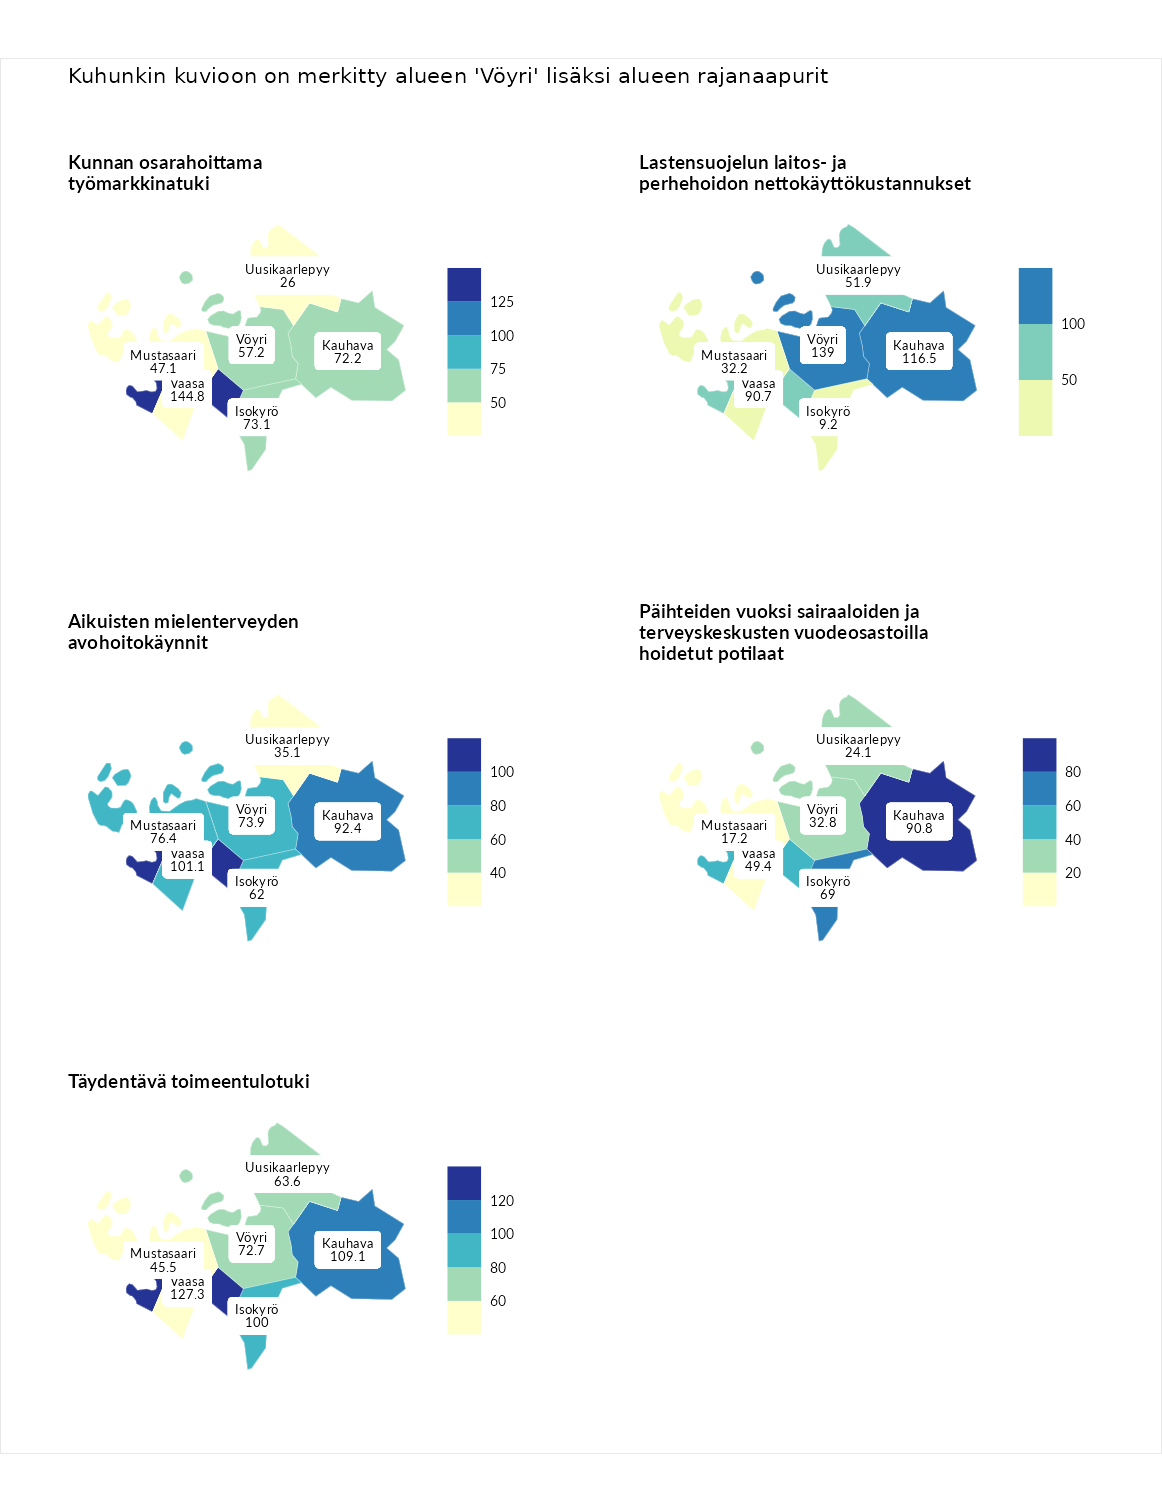 Kuhunkin kuvioon on merkitty alueen 'Vöyri' lisäksi alueen rajanaapurit
Kunnan osarahoittama
työmarkkinatuki
Uusikaarlepyy
26
Vöyri
57.2
Kauhava
72.2
Mustasaari
47.1
Vaasa
144.8
Isokyrö
73.1
125
100
75
50
Lastensuojelun laitos- ja
perhehoidon nettokäyttökustannukset
Uusikaarlepyy
51.9
Vöyri
139
Kauhava
116.5
Mustasaari
32.2
Vaasa
90.7
Isokyrö
9.2
100
50
Aikuisten mielenterveyden
avohoitokäynnit
Uusikaarlepyy
35.1
Vöyri
73.9
Kauhava
92.4
Mustasaari
76.4
Vaasa
101.1
Isokyrö
62
100
80
60
40
Päihteiden vuoksi sairaaloiden ja
terveyskeskusten vuodeosastoilla
hoidetut potilaat
Uusikaarlepyy
24.1
Vöyri
32.8
Kauhava
90.8
Mustasaari
17.2
Vaasa
49.4
Isokyrö
69
80
60
40
20
Täydentävä toimeentulotuki
Uusikaarlepyy
63.6
Vöyri
72.7
Kauhava
109.1
Mustasaari
45.5
Vaasa
127.3
Isokyrö
100
120
100
80
60